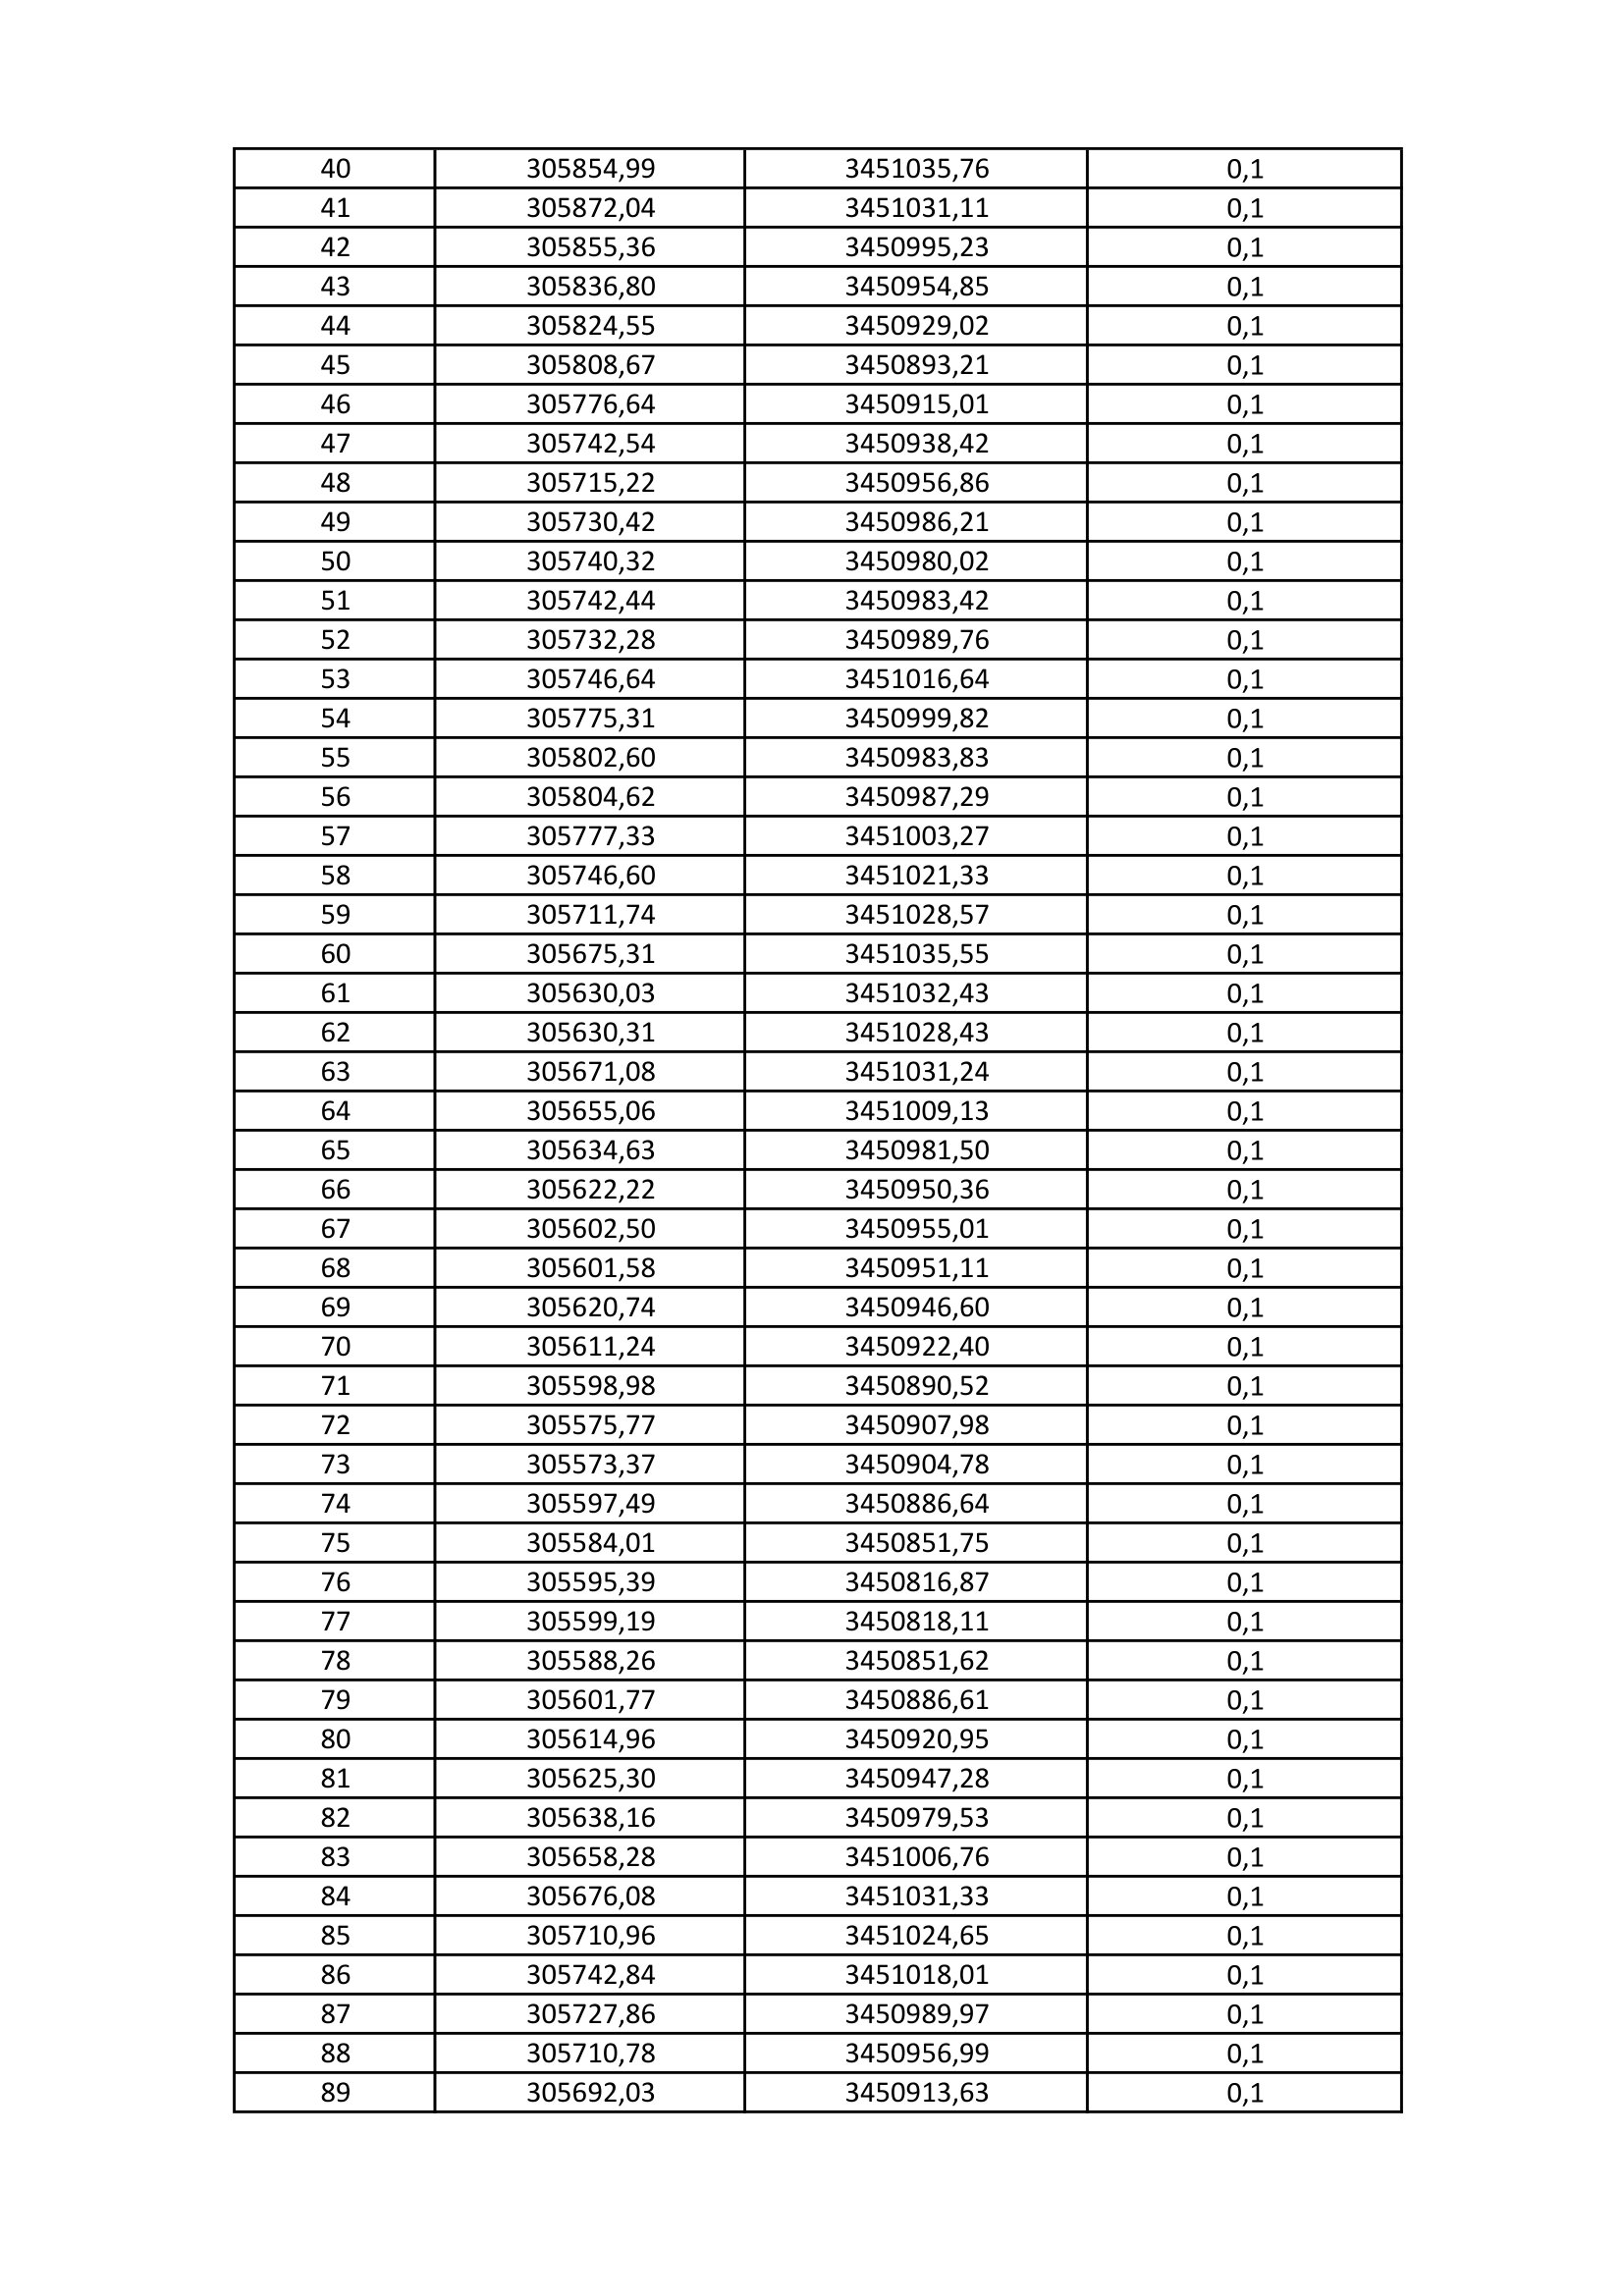 40 305854,99 3451035,76 0,1
41 305872,04 3451031,11 0,1
42 305855,36 3450995,23 0,1
43 305836,80 3450954,85 0,1
44 305824,55 3450929,02 0,1
45 305808,67 3450893,21 0,1
46 305776,64 3450915,01 0,1
47 305742,54 3450938,42 0,1
48 305715,22 3450956,86 0,1
49 305730,42 3450986,21 0,1
50 305740,32 3450980,02 0,1
51 305742,44 3450983,42 0,1
52 305732,28 3450989,76 0,1
53 305746,64 3451016,64 0,1
54 305775,31 3450999,82 0,1
55 305802,60 3450983,83 0,1
56 305804,62 3450987,29 0,1
57 305777,33 3451003,27 0,1
58 305746,60 3451021,33 0,1
59 305711,74 3451028,57 0,1
60 305675,31 3451035,55 0,1
61 305630,03 3451032,43 0,1
62 305630,31 3451028,43 0,1
63 305671,08 3451031,24 0,1
64 305655,06 3451009,13 0,1
65 305634,63 3450981,50 0,1
66 305622,22 3450950,36 0,1
67 305602,50 3450955,01 0,1
68 305601,58 3450951,11 0,1
69 305620,74 3450946,60 0,1
70 305611,24 3450922,40 0,1
71 305598,98 3450890,52 0,1
72 305575,77 3450907,98 0,1
73 305573,37 3450904,78 0,1
74 305597,49 3450886,64 0,1
75 305584,01 3450851,75 0,1
76 305595,39 3450816,87 0,1
77 305599,19 3450818,11 0,1
78 305588,26 3450851,62 0,1
79 305601,77 3450886,61 0,1
80 305614,96 3450920,95 0,1
81 305625,30 3450947,28 0,1
82 305638,16 3450979,53 0,1
83 305658,28 3451006,76 0,1
84 305676,08 3451031,33 0,1
85 305710,96 3451024,65 0,1
86 305742,84 3451018,01 0,1
87 305727,86 3450989,97 0,1
88 305710,78 3450956,99 0,1
89 305692,03 3450913,63 0,1